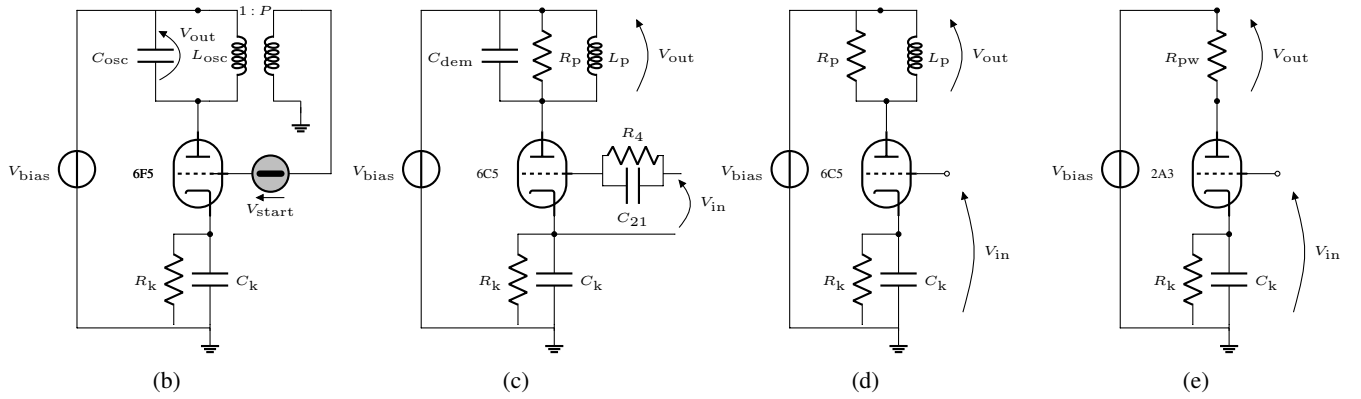 1 : P
V_out
C_osc
L_osc
V_bias
6F5
V_start
R_k
C_k
(b)
C_dem
R_p
L_p
V_out
R_4
V_bias
6C5
C_21
V_in
R_k
C_k
(c)
R_p
L_p
V_out
V_bias
6C5
V_in
R_k
C_k
(d)
R_pw
V_out
V_bias
2A3
V_in
R_k
C_k
(e)